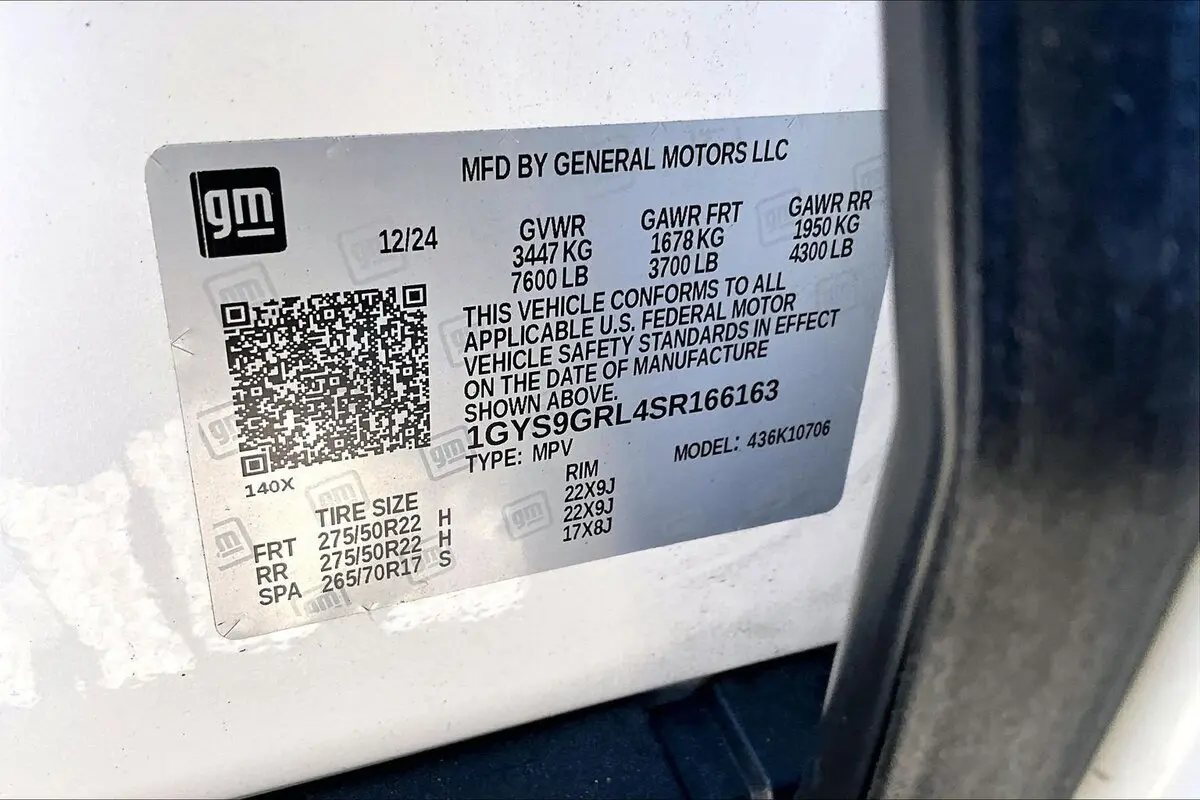 MFD BY GENERAL MOTORS LLC
gm
12/24
GVWR GAWR FRT GAWR RR
3447 KG 1678 KG 1950 KG
7600 LB 3700 LB 4300 LB
THIS VEHICLE CONFORMS TO ALL
APPLICABLE U.S. FEDERAL MOTOR
VEHICLE SAFETY STANDARDS IN EFFECT
ON THE DATE OF MANUFACTURE
SHOWN ABOVE.
1GYS9GRL4SR166163
TYPE: MPV MODEL: 436K10706
140X
TIRE SIZE RIM
FRT 275/50R22 H 22X9J
RR 275/50R22 H 22X9J
SPA 265/70R17 S 17X8J